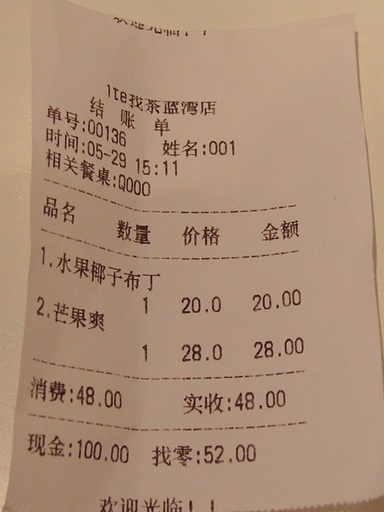 欢迎光临!!
1te找茶蓝湾店
结 账 单
单号:00136 姓名:001
时间:05-29 15:11
相关餐桌:Q000
品名 数量 价格 金额
1.水果椰子布丁
1 20.0 20.00
2.芒果爽
1 28.0 28.00
消费:48.00 实收:48.00
现金:100.00 找零:52.00
欢迎光临!!